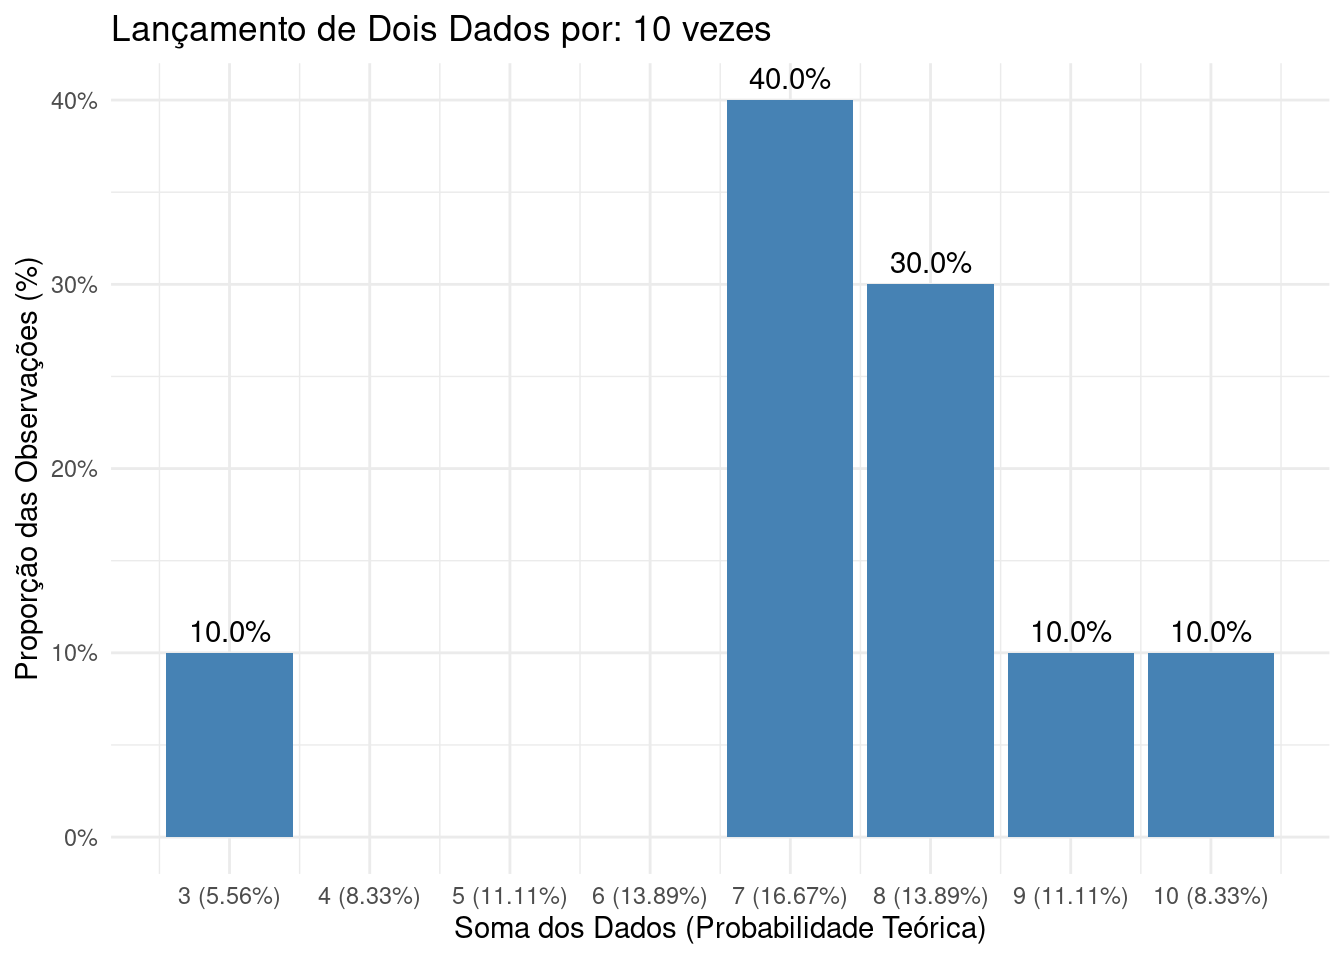 Lançamento de Dois Dados por: 10 vezes
Proporção das Observações (%)
40%
30%
20%
10%
0%
10.0%
40.0%
30.0%
10.0%
10.0%
3 (5.56%) 4 (8.33%) 5 (11.11%) 6 (13.89%) 7 (16.67%) 8 (13.89%) 9 (11.11%) 10 (8.33%)
Soma dos Dados (Probabilidade Teórica)